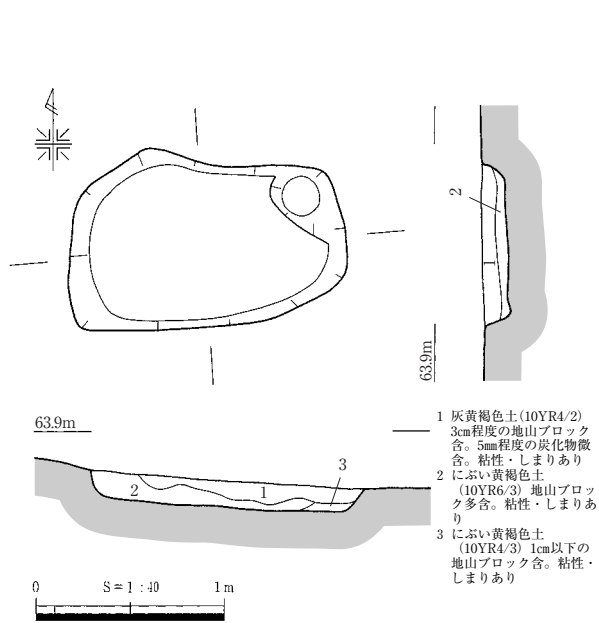 2
1
63.9m
63.9m
3
2
1
1 灰黄褐色土(10YR4/2)
3㎝程度の地山ブロック
含。5㎜程度の炭化物微
含。粘性・しまりあり
2 にぶい黄褐色土
(10YR6/3) 地山ブロッ
ク多含。粘性・しまりあ
り
3 にぶい黄褐色土
(10YR4/3) 1㎝以下の
地山ブロック含。粘性・
しまりあり
0 S≒1:40 1m